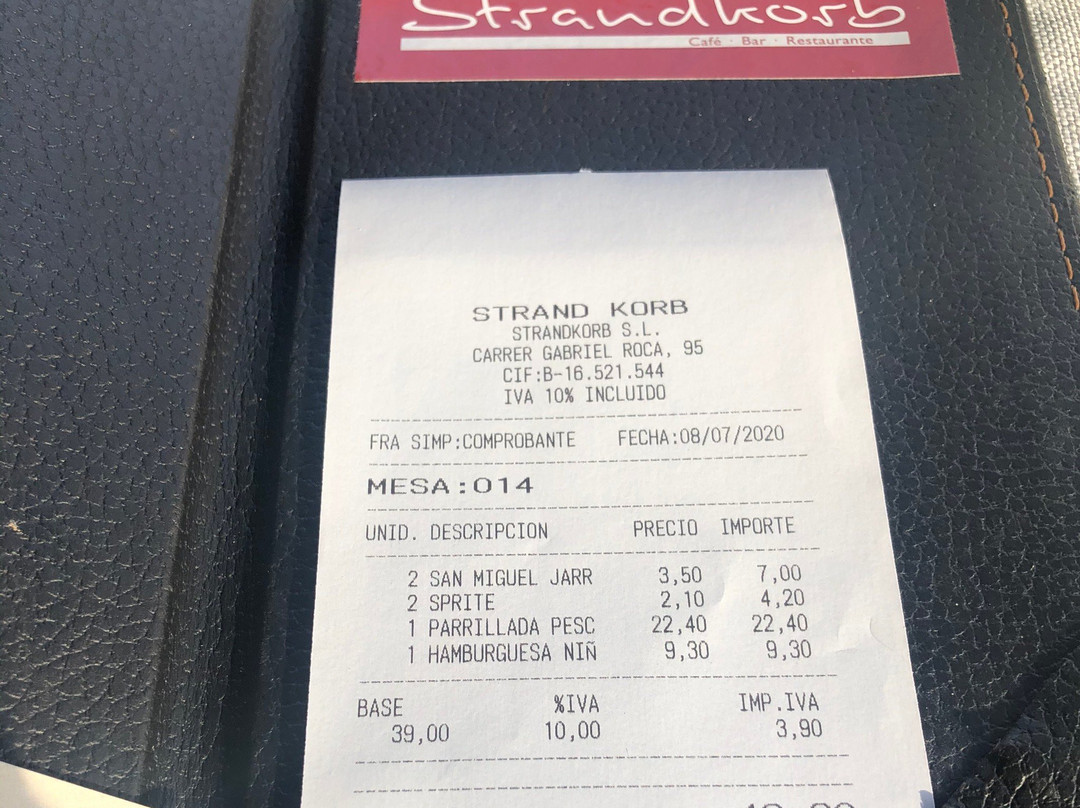 Strandkorb
Café · Bar · Restaurante
STRAND KORB
STRANDKORB S.L.
CARRER GABRIEL ROCA, 95
CIF:B-16.521.544
IVA 10% INCLUIDO
FRA SIMP:COMPROBANTE FECHA:08/07/2020
MESA:014
UNID. DESCRIPCION PRECIO IMPORTE
2 SAN MIGUEL JARR 3,50 7,00
2 SPRITE 2,10 4,20
1 PARRILLADA PESC 22,40 22,40
1 HAMBURGUESA NIÑ 9,30 9,30
BASE %IVA IMP.IVA
39,00 10,00 3,90